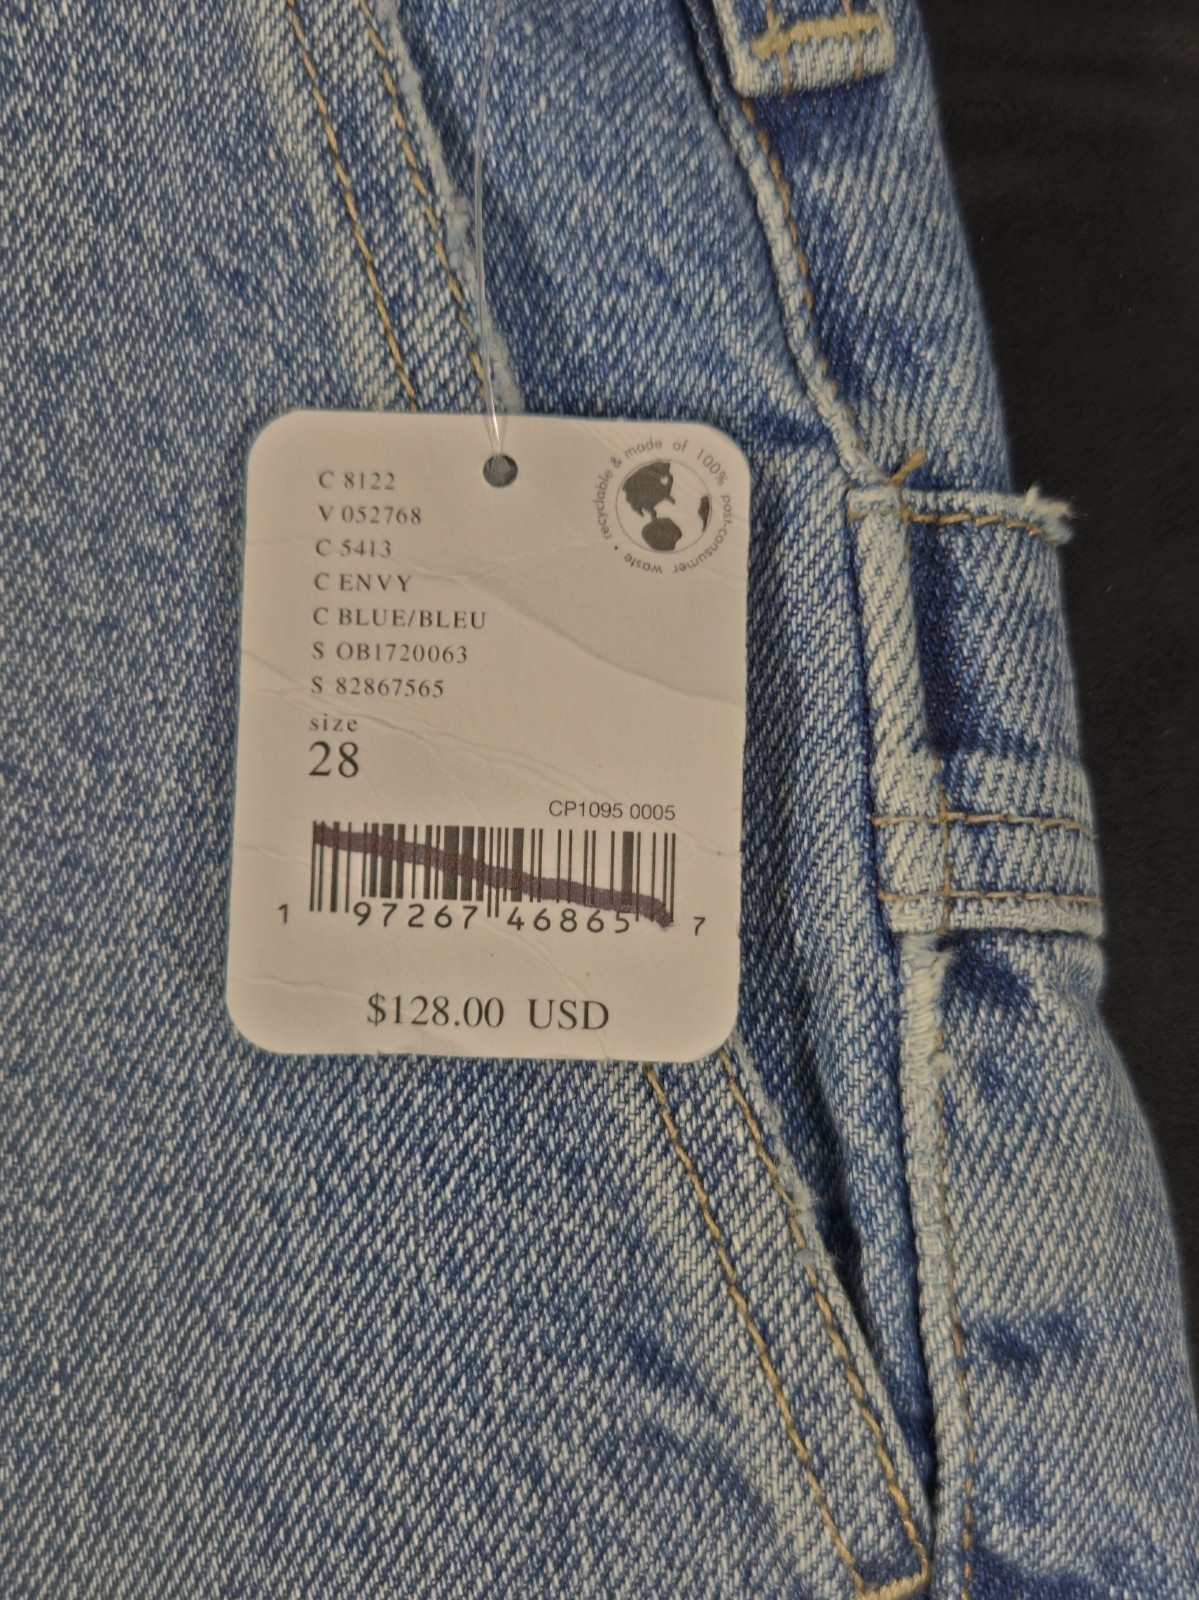 C 8122
V 052768
C 5413
C ENVY
C BLUE/BLEU
S OB1720063
S 82867565
size
28
recyclable & made of 100% post-consumer waste •
CP1095 0005
1 97267 46865 7
$128.00 USD